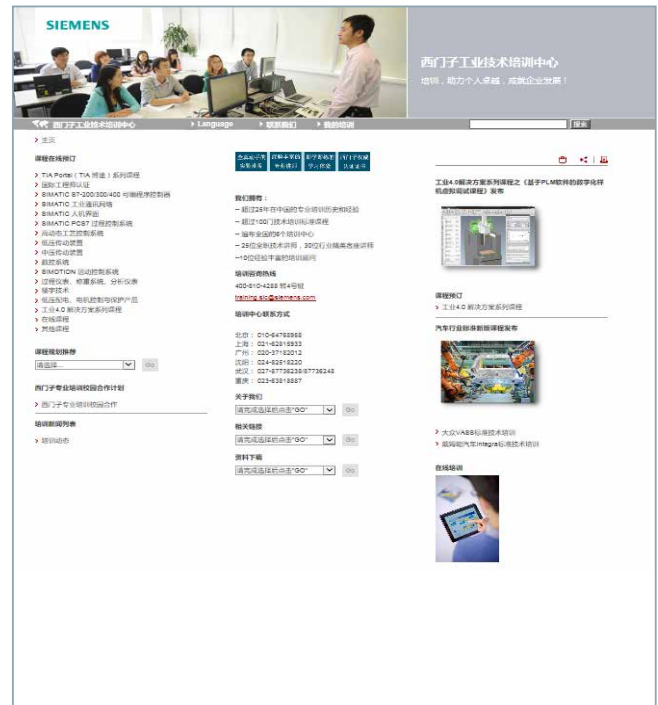 SIEMENS
西门子工业技术培训中心
培训，助力个人卓越，成就企业发展！
西门子工业技术培训中心
Language
联系我们
我的培训
搜索
主页
课程在线预订
TIA Portal（TIA 博途）系列课程
国际工程师认证
SIMATIC S7-200/300/400 可编程序控制器
SIMATIC 工业通讯网络
SIMATIC 人机界面
SIMATIC PCS7 过程控制系统
高动态工艺控制系统
低压传动装置
中压传动装置
数控系统
SIMOTION 运动控制系统
过程仪表、称重系统、分析仪表
楼宇技术
低压配电、电机控制与保护产品
工业4.0 解决方案系列课程
在线课程
其他课程
课程规划推荐
请选择...
Go
西门子专业培训校园合作计划
西门子专业培训校园合作
培训新闻列表
培训动态
我们拥有：
– 超过25年在中国的专业培训历史和经验
– 超过100门技术培训标准课程
– 遍布全国的6个培训中心
– 25位全职技术讲师，30位行业精英客座讲师
–10位经验丰富的培训顾问
培训咨询热线
400-810-4288 转4号键
training.sic@siemens.com
培训中心联系方式
北京： 010-64768968
上海： 021-62815933
广州： 020-37182012
沈阳： 024-82518220
武汉： 027-87736238/87736248
重庆： 023-63818887
关于我们
请完成选择后点击"GO"
Go
相关链接
请完成选择后点击"GO"
Go
资料下载
请完成选择后点击"GO"
Go
工业4.0解决方案系列课程之《基于PLM软件的数字化样
机虚拟调试课程》发布
课程预订
工业4.0 解决方案系列课程
汽车行业标准新版课程发布
大众VASS标准技术培训
戴姆勒汽车Integra标准技术培训
在线培训